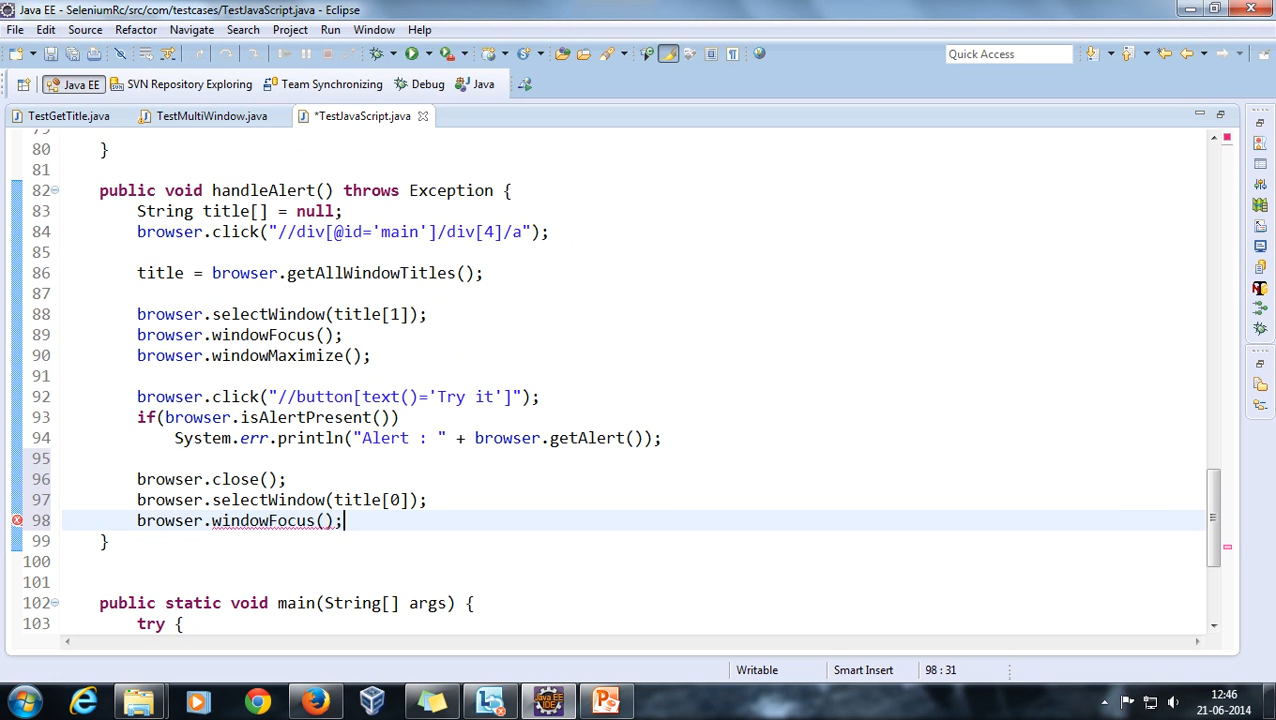 Java EE - SeleniumRc/src/com/testcases/TestJavaScript.java - Eclipse
File Edit Source Refactor Navigate Search Project Run Window Help
Quick Access
Java EE SVN Repository Exploring Team Synchronizing Debug Java
TestGetTitle.java TestMultiWindow.java *TestJavaScript.java
79
80 }
81
82 public void handleAlert() throws Exception {
83 String title[] = null;
84 browser.click("//div[@id='main']/div[4]/a");
85
86 title = browser.getAllWindowTitles();
87
88 browser.selectWindow(title[1]);
89 browser.windowFocus();
90 browser.windowMaximize();
91
92 browser.click("//button[text()='Try it']");
93 if(browser.isAlertPresent())
94 System.err.println("Alert : " + browser.getAlert());
95
96 browser.close();
97 browser.selectWindow(title[0]);
98 browser.windowFocus();
99 }
100
101
102 public static void main(String[] args) {
103 try {
Writable Smart Insert 98 : 31
12:46
21-06-2014